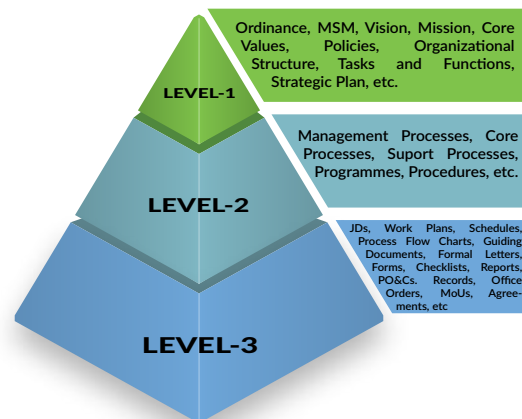 Ordinance, MSM, Vision, Mission, Core
Values, Policies, Organizational
Structure, Tasks and Functions,
Strategic Plan, etc.
LEVEL-1
Management Processes, Core
Processes, Suport Processes,
Programmes, Procedures, etc.
LEVEL-2
JDs, Work Plans, Schedules,
Process Flow Charts, Guiding
Documents, Formal Letters,
Forms, Checklists, Reports,
PO&Cs. Records, Office
Orders, MoUs, Agree-
ments, etc
LEVEL-3